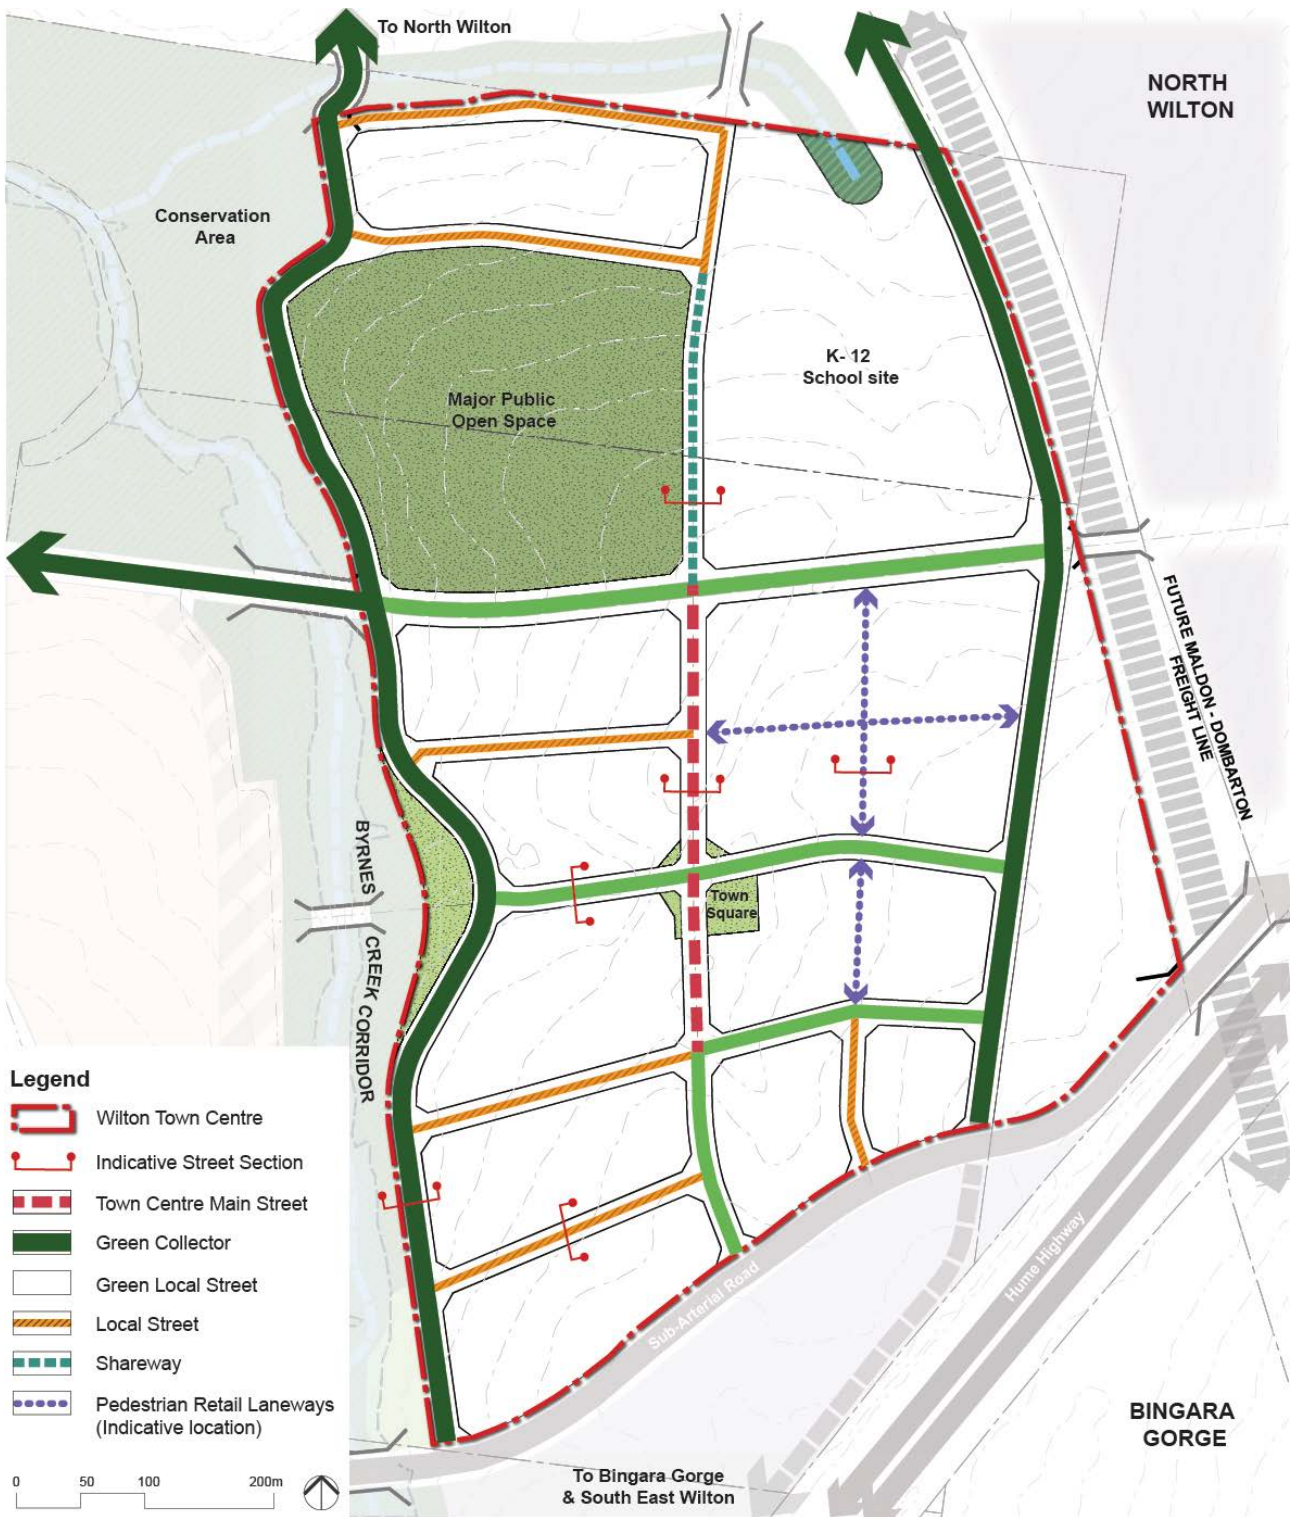 To North Wilton
NORTH
WILTON
Conservation
Area
K- 12
School site
Major Public
Open Space
FUTURE MALDON - DOMBARTON
FREIGHT LINE
BYRNES
CREEK CORRIDOR
Town
Square
Sub-Arterial Road
Hume Highway
BINGARA
GORGE
To Bingara Gorge
& South East Wilton
Legend
Wilton Town Centre
Indicative Street Section
Town Centre Main Street
Green Collector
Green Local Street
Local Street
Shareway
Pedestrian Retail Laneways
(Indicative location)
0 50 100 200m